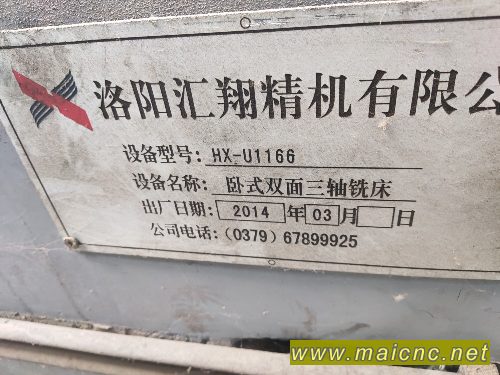 洛阳汇翔精机有限公
设备型号: HX-U1166
设备名称: 卧式双面三轴铣床
出厂日期: 2014 年 03 月 日
公司电话: (0379) 67899925
www.maicnc.net